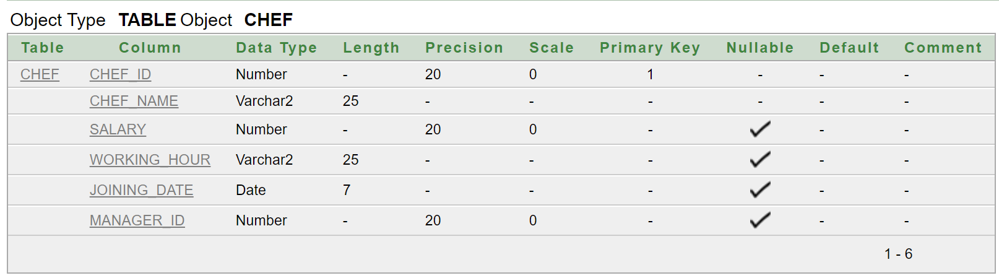 Object Type TABLE Object CHEF
Table Column Data Type Length Precision Scale Primary Key Nullable Default Comment
CHEF CHEF_ID Number - 20 0 1 - - -
CHEF_NAME Varchar2 25 - - - - - -
SALARY Number - 20 0 - ✓ - -
WORKING_HOUR Varchar2 25 - - - ✓ - -
JOINING_DATE Date 7 - - - ✓ - -
MANAGER_ID Number - 20 0 - ✓ - -
1 - 6